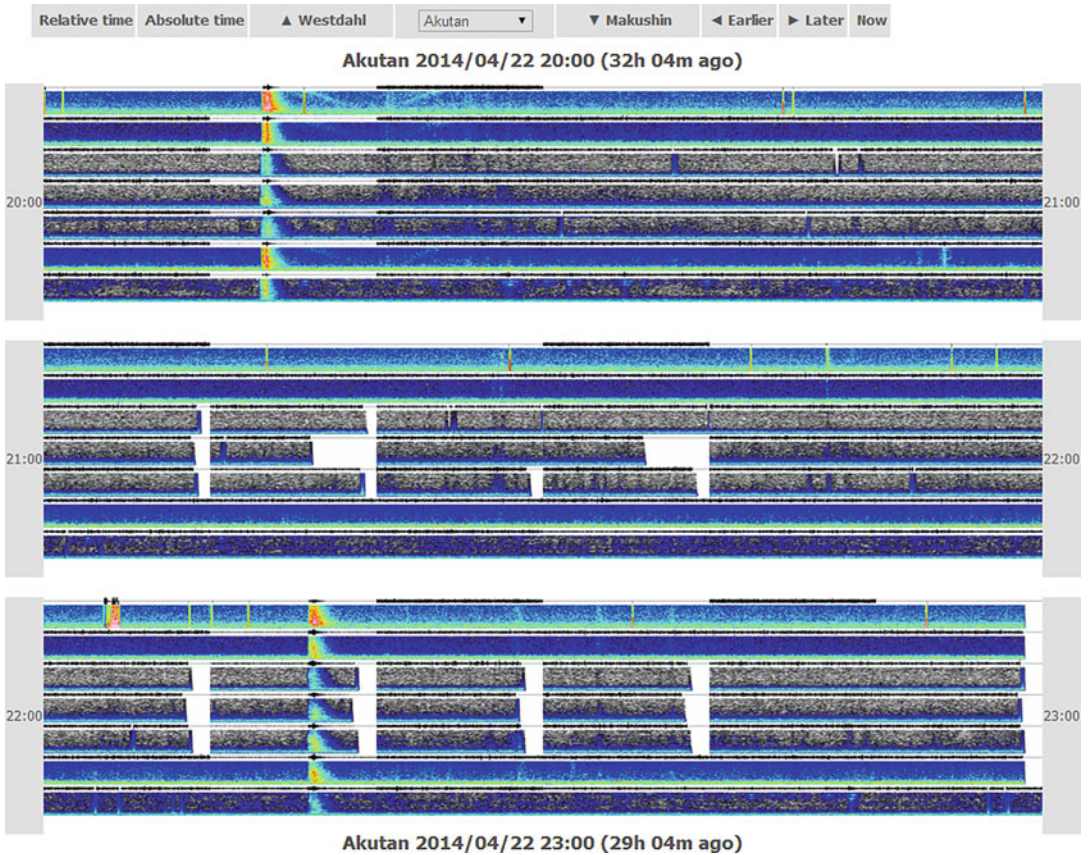 Relative time Absolute time ▲ Westdahl Akutan ▼ ▼ Makushin ◄ Earlier ► Later Now
Akutan 2014/04/22 20:00 (32h 04m ago)
20:00 21:00
21:00 22:00
22:00 23:00
Akutan 2014/04/22 23:00 (29h 04m ago)